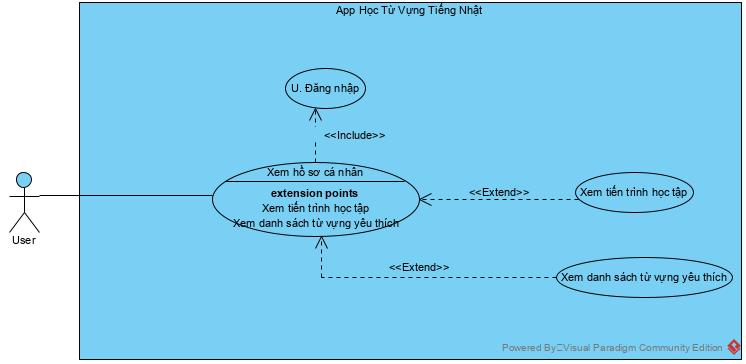 App Học Từ Vựng Tiếng Nhật
U. Đăng nhập
<<Include>>
Xem hồ sơ cá nhân
extension points
Xem tiến trình học tập
Xem danh sách từ vựng yêu thích
<<Extend>>
Xem tiến trình học tập
User
<<Extend>>
Xem danh sách từ vựng yêu thích
Powered By Visual Paradigm Community Edition